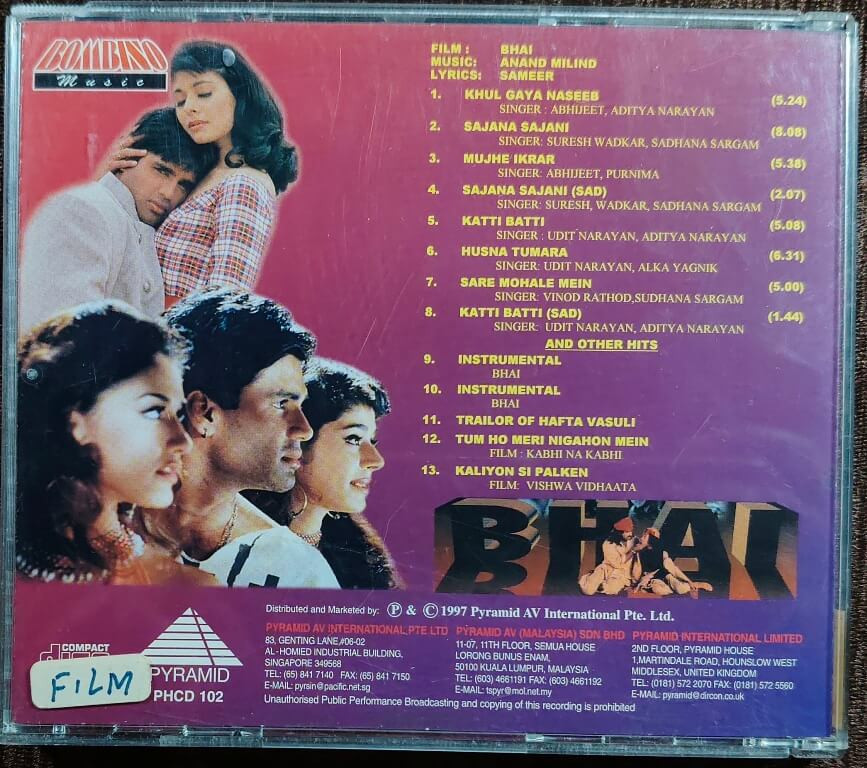 BOMBINO
Music
FILM : BHAI
MUSIC: ANAND MILIND
LYRICS: SAMEER
1. KHUL GAYA NASEEB (5.24)
SINGER : ABHIJEET, ADITYA NARAYAN
2. SAJANA SAJANI (8.08)
SINGER: SURESH WADKAR, SADHANA SARGAM
3. MUJHE IKRAR (5.38)
SINGER: ABHIJEET, PURNIMA
4. SAJANA SAJANI (SAD) (2.07)
SINGER: SURESH, WADKAR, SADHANA SARGAM
5. KATTI BATTI (5.08)
SINGER : UDIT NARAYAN, ADITYA NARAYAN
6. HUSNA TUMARA (6.31)
SINGER: UDIT NARAYAN, ALKA YAGNIK
7. SARE MOHALE MEIN (5.00)
SINGER: VINOD RATHOD,SUDHANA SARGAM
8. KATTI BATTI (SAD) (1.44)
SINGER: UDIT NARAYAN, ADITYA NARAYAN
AND OTHER HITS
9. INSTRUMENTAL
BHAI
10. INSTRUMENTAL
BHAI
11. TRAILOR OF HAFTA VASULI
12. TUM HO MERI NIGAHON MEIN
FILM : KABHI NA KABHI
13. KALIYON SI PALKEN
FILM: VISHWA VIDHAATA
BHAI
Distributed and Marketed by: Ⓟ & © 1997 Pyramid AV International Pte. Ltd.
PYRAMID AV INTERNATIONAL PTE LTD
83, GENTING LANE,#06-02
AL-HOMIED INDUSTRIAL BUILDING,
SINGAPORE 349568
TEL: (65) 841 7140 FAX: (65) 841 7150
E-MAIL: pyrsin@pacific.net.sg
PYRAMID AV (MALAYSIA) SDN BHD
11-07, 11TH FLOOR, SEMUA HOUSE
LORONG BUNUS ENAM,
50100 KUALA LUMPUR, MALAYSIA
TEL: (603) 4661191 FAX: (603) 4661192
E-MAIL: tspyr@mol.net.my
PYRAMID INTERNATIONAL LIMITED
2ND FLOOR, PYRAMID HOUSE
1,MARTINDALE ROAD, HOUNSLOW WEST
MIDDLESEX, UNITED KINGDOM
TEL: (0181) 572 2070 FAX: (0181) 572 5560
E-MAIL: pyramid@dircon.co.uk
Unauthorised Public Performance Broadcasting and copying of this recording is prohibited
COMPACT
FILM
PYRAMID
PHCD 102